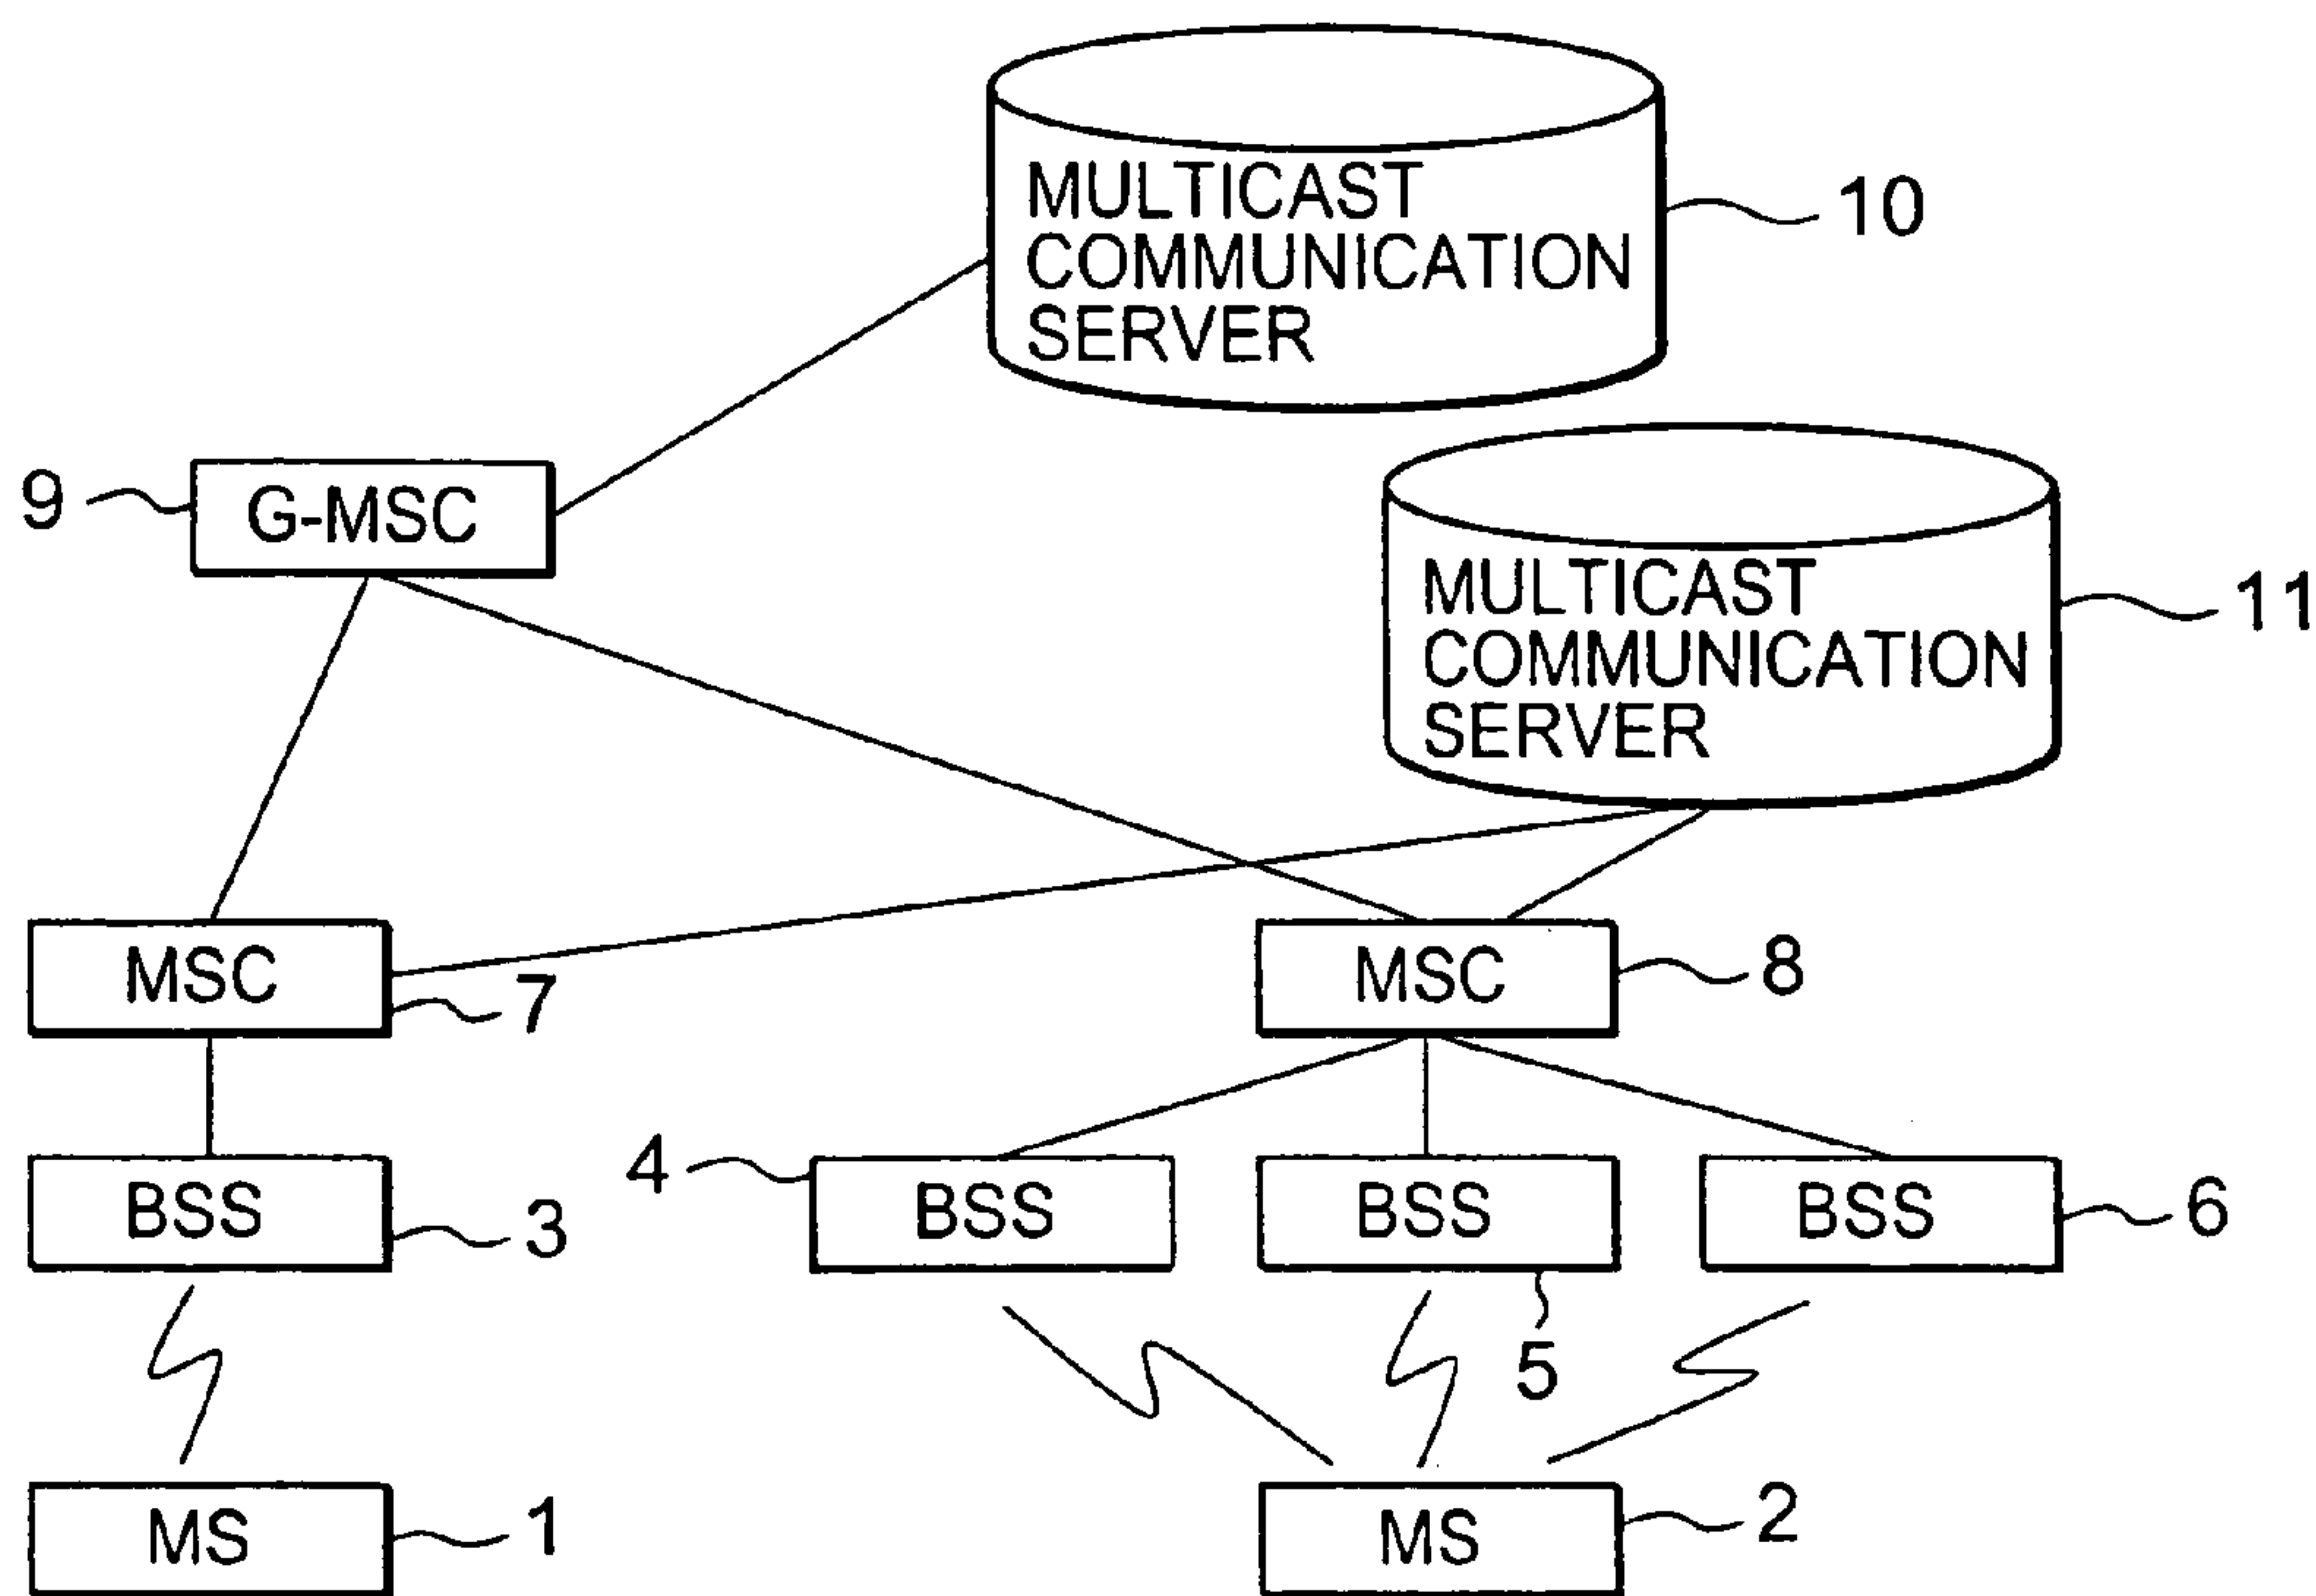 MULTICAST
COMMUNICATION
SERVER
10
9
G-MSC
MULTICAST
COMMUNICATION
SERVER
11
MSC
7
MSC
8
BSS
3
4
BSS
BSS
5
BSS
6
MS
1
MS
2